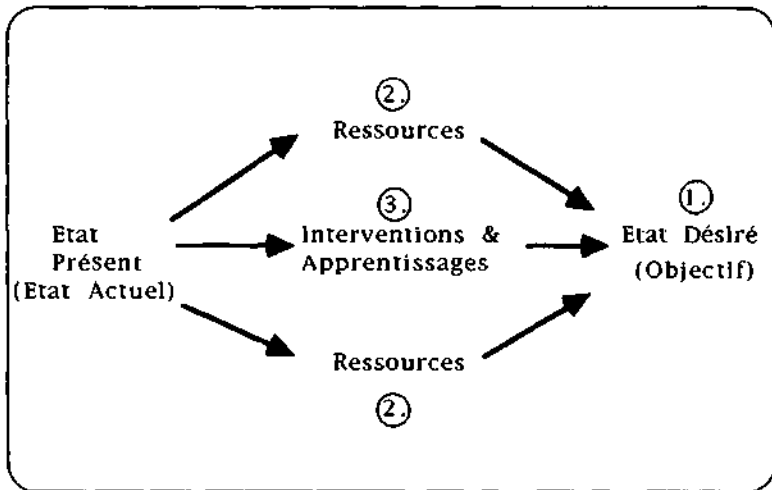 2.
Ressources
3.
Interventions &
Apprentissages
1.
Etat Désiré
(Objectif)
Etat
Présent
(Etat Actuel)
Ressources
2.